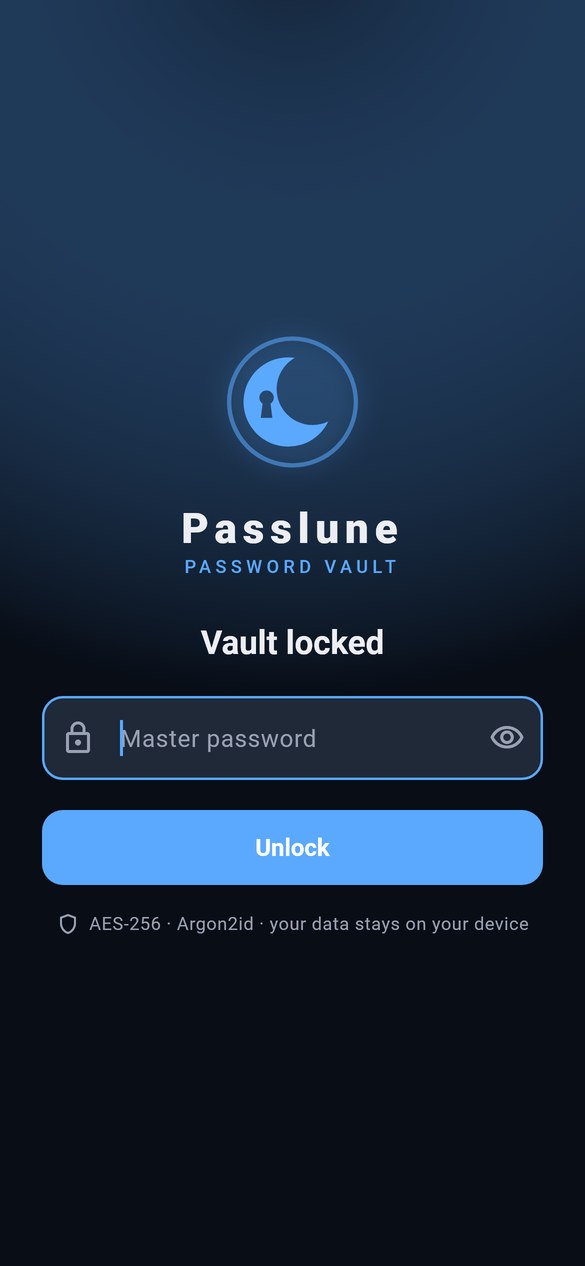 Passlune
PASSWORD VAULT
Vault locked
Master password
Unlock
AES-256 · Argon2id · your data stays on your device